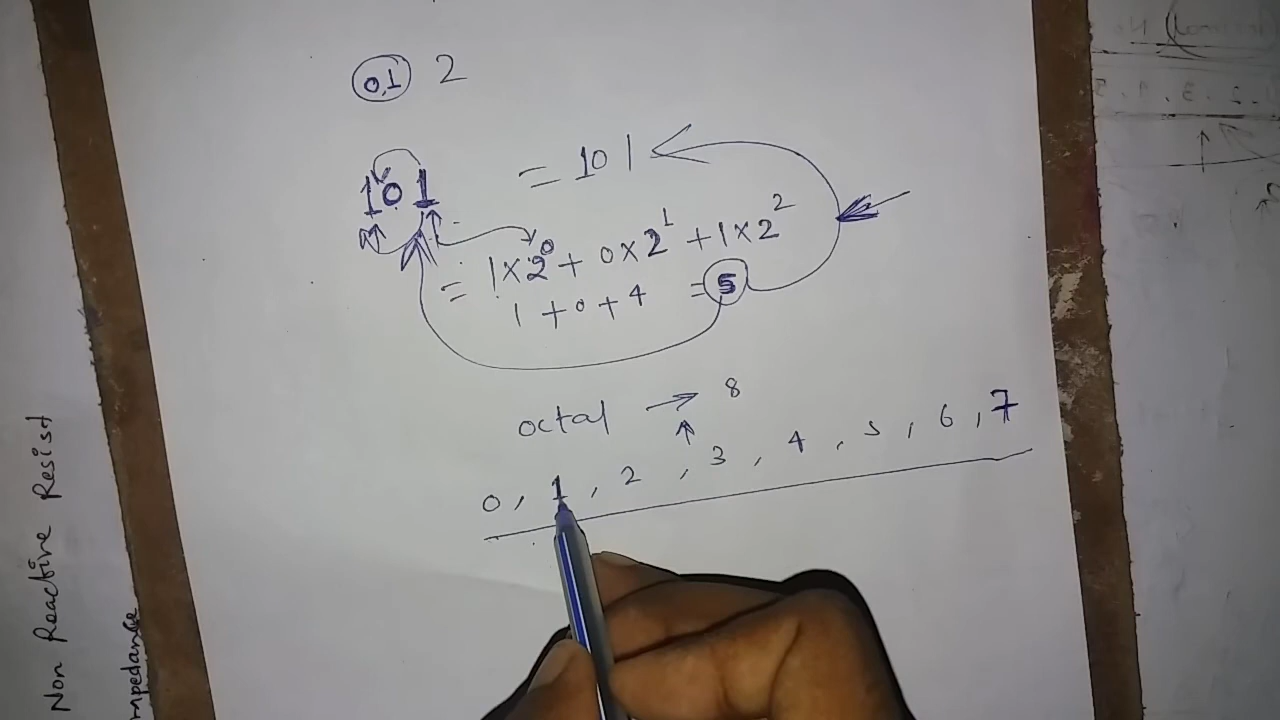 0,1 2
101 = 101
= 1×2⁰ + 0×2¹ + 1×2²
1 + 0 + 4 = 5
octal → 8
0, 1, 2, 3, 4, 5, 6, 7
Non Reactive Resist
mpedance